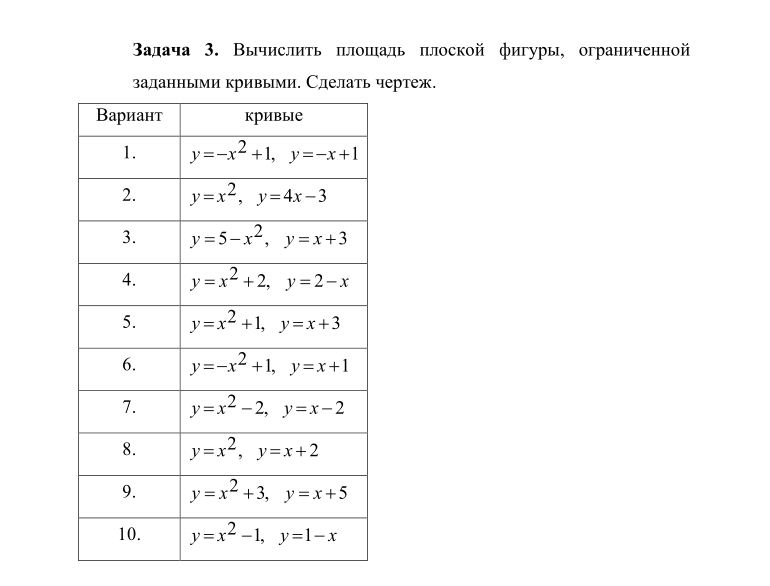 Задача 3. Вычислить площадь плоской фигуры, ограниченной
заданными кривыми. Сделать чертеж.
Вариант кривые
1. y = −x² + 1, y = −x + 1
2. y = x², y = 4x − 3
3. y = 5 − x², y = x + 3
4. y = x² + 2, y = 2 − x
5. y = x² + 1, y = x + 3
6. y = −x² + 1, y = x + 1
7. y = x² − 2, y = x − 2
8. y = x², y = x + 2
9. y = x² + 3, y = x + 5
10. y = x² − 1, y = 1 − x